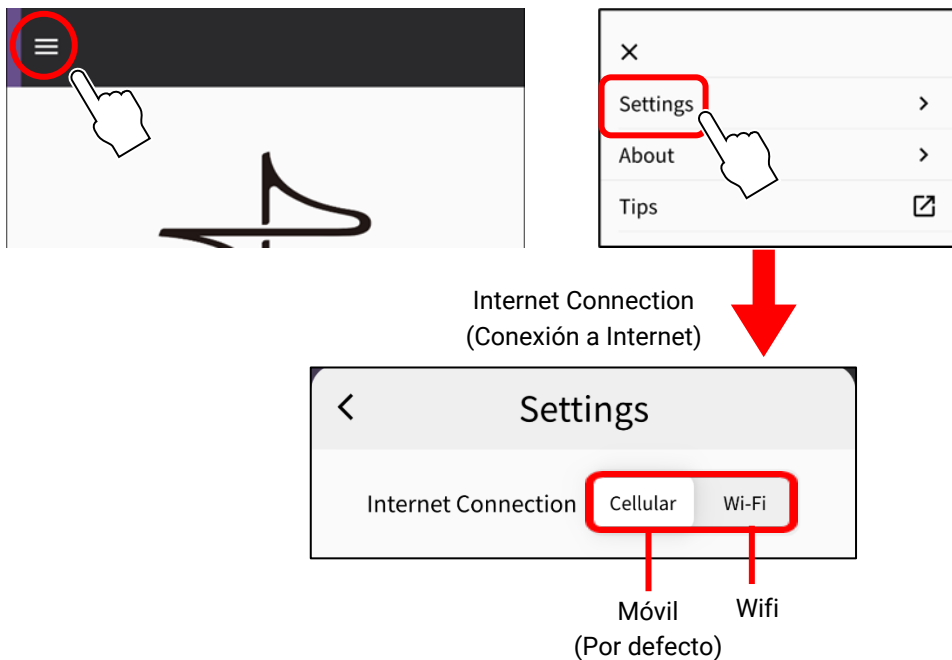 Settings
About
Tips
Internet Connection
(Conexión a Internet)
Settings
Internet Connection Cellular Wi-Fi
Móvil
(Por defecto)
Wifi